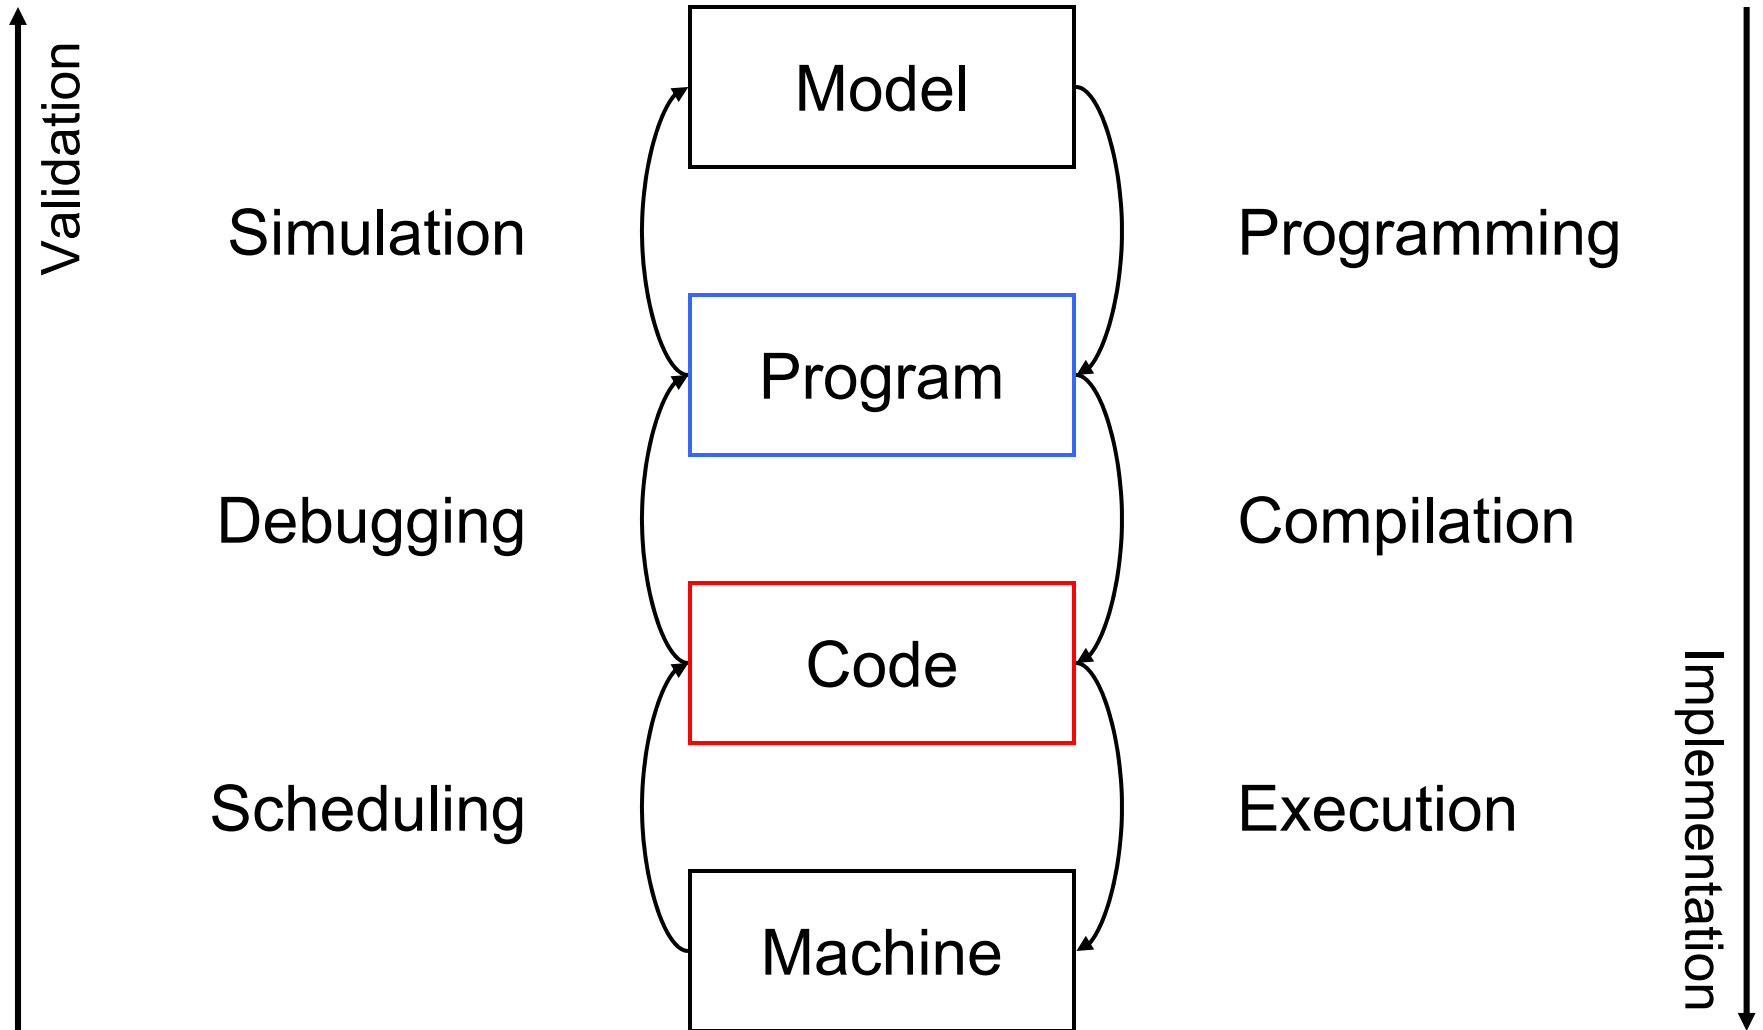 Validation
Model
Simulation
Programming
Program
Debugging
Compilation
Code
Scheduling
Execution
Implementation
Machine